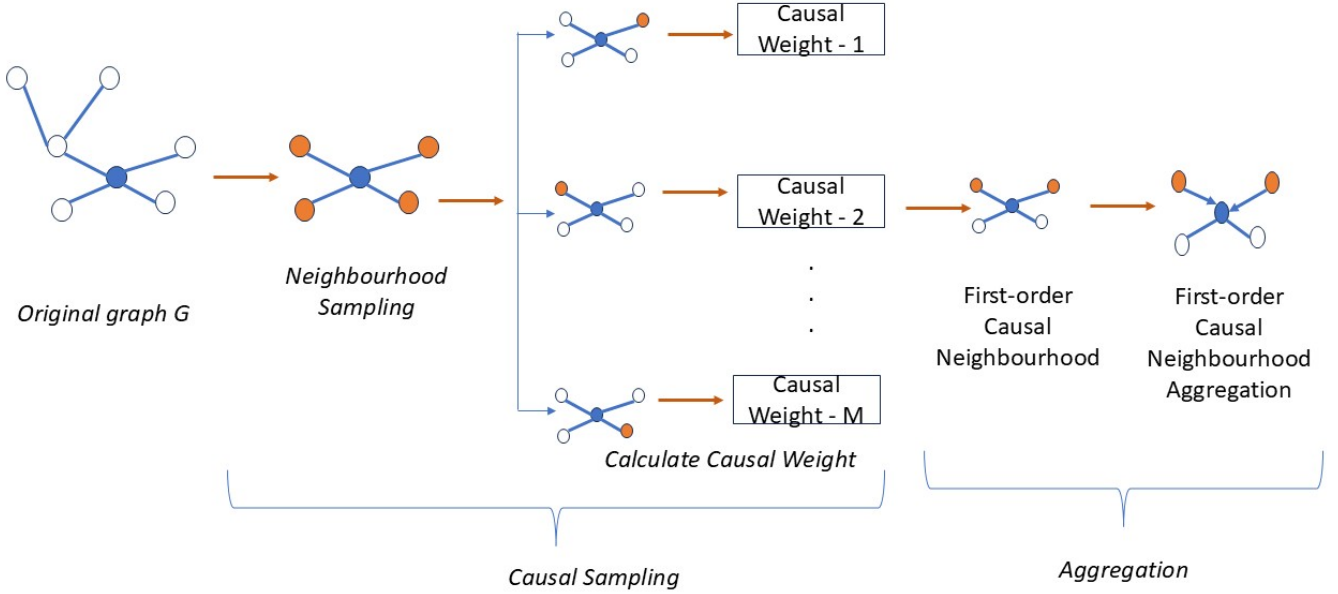 Causal
Weight - 1
Causal
Weight - 2
.
.
.
Causal
Weight - M
Original graph G
Neighbourhood
Sampling
Calculate Causal Weight
First-order
Causal
Neighbourhood
First-order
Causal
Neighbourhood
Aggregation
Causal Sampling
Aggregation